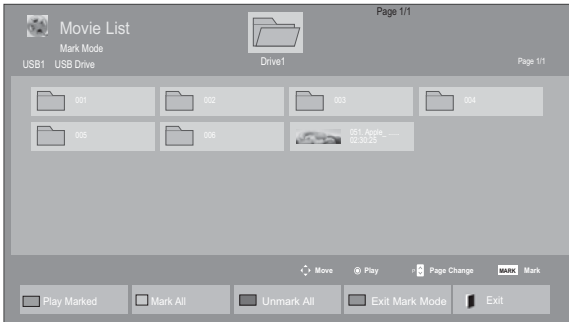 Page 1/1
Movie List
Mark Mode
USB1 USB Drive
Drive1
Page 1/1
001
002
003
004
005
006
051. Apple_ ......
02:30:25
Move
Play
P Page Change
MARK Mark
Play Marked
Mark All
Unmark All
Exit Mark Mode
Exit